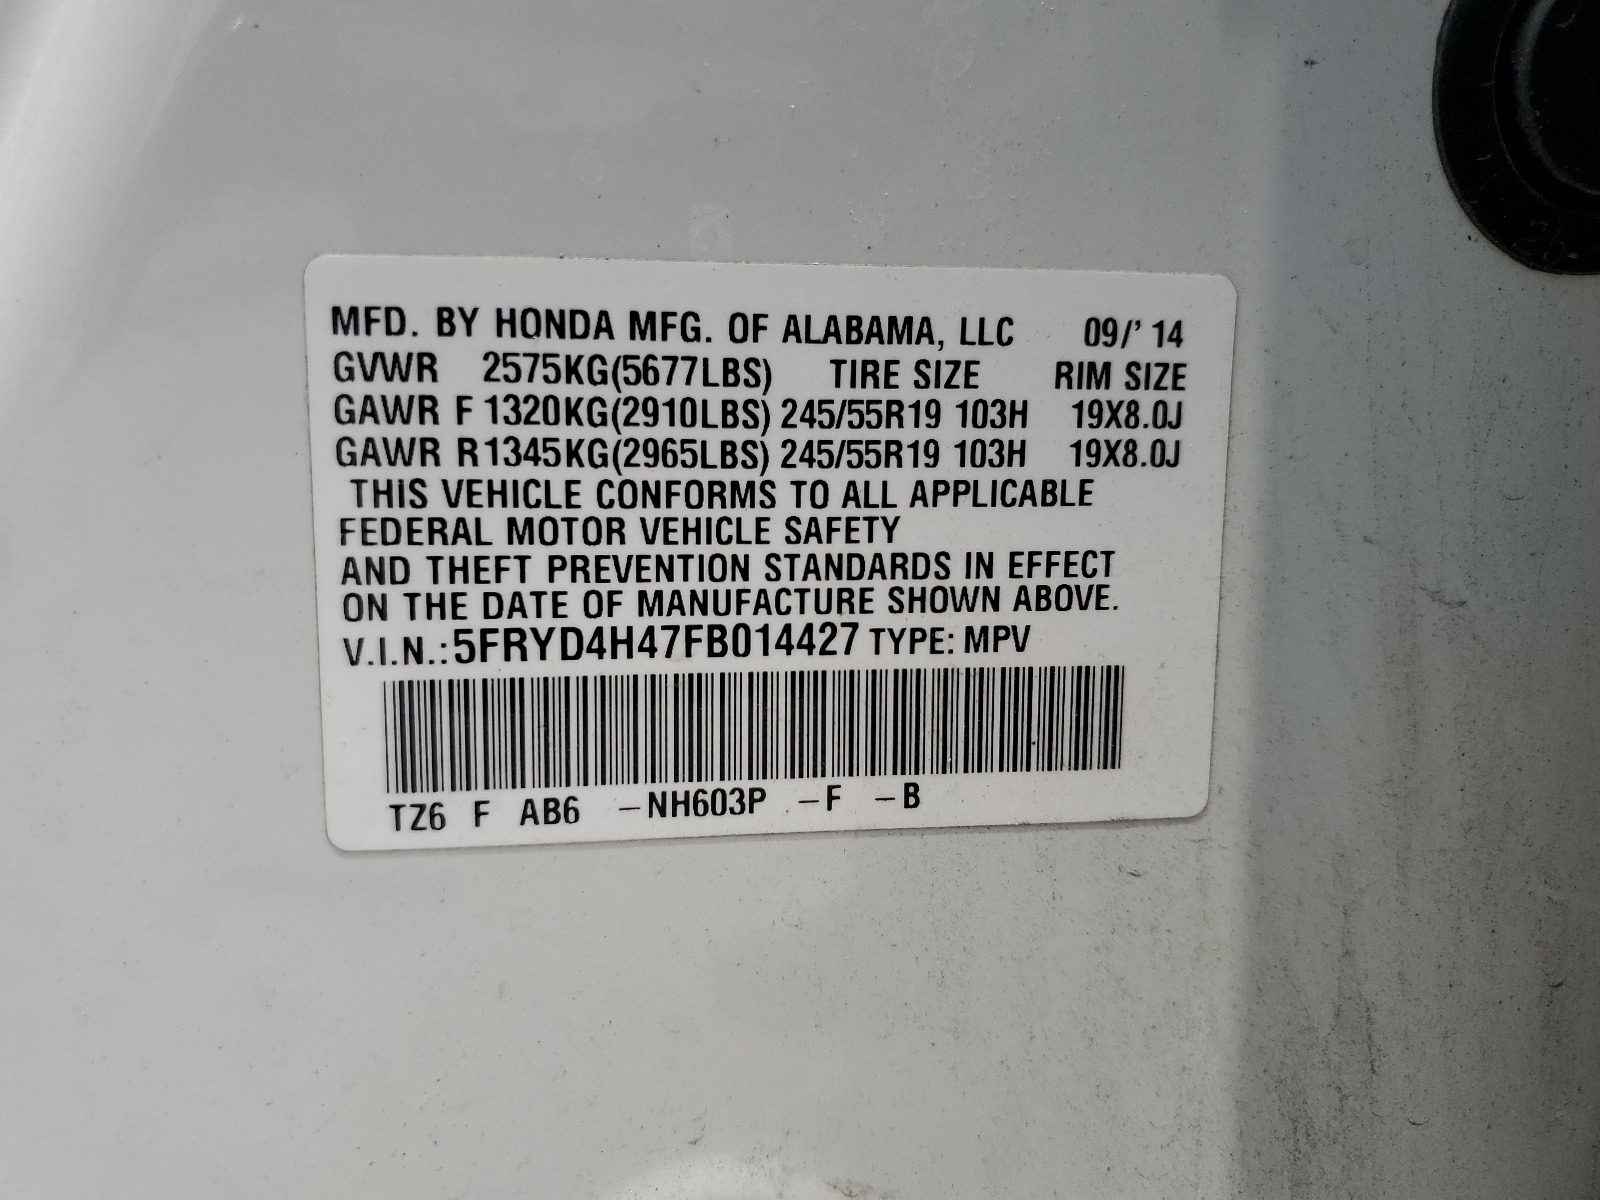 MFD. BY HONDA MFG. OF ALABAMA, LLC 09/' 14
GVWR 2575KG(5677LBS) TIRE SIZE RIM SIZE
GAWR F 1320KG(2910LBS) 245/55R19 103H 19X8.0J
GAWR R1345KG(2965LBS) 245/55R19 103H 19X8.0J
THIS VEHICLE CONFORMS TO ALL APPLICABLE
FEDERAL MOTOR VEHICLE SAFETY
AND THEFT PREVENTION STANDARDS IN EFFECT
ON THE DATE OF MANUFACTURE SHOWN ABOVE.
V.I.N.: 5FRYD4H47FB014427 TYPE: MPV
TZ6 F AB6 –NH603P –F –B